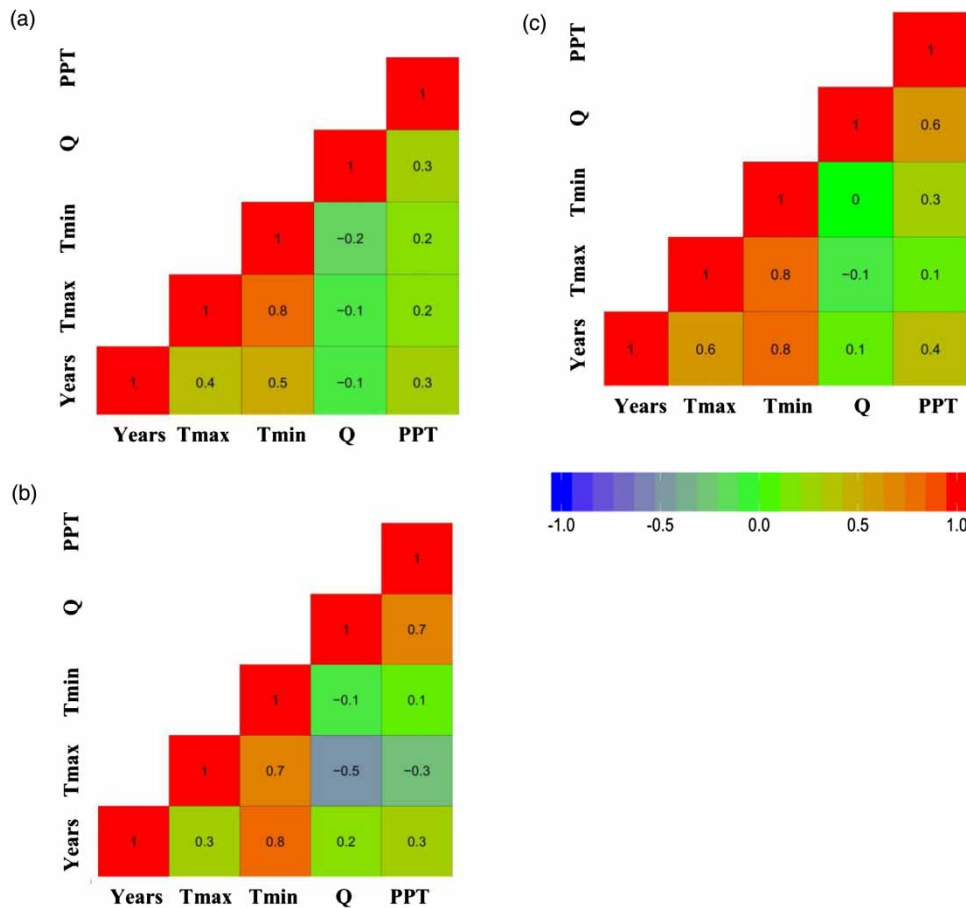 (a)
PPT
1
Q
1
0.3
Tmin
1
−0.2
0.2
Tmax
1
0.8
−0.1
0.2
Years
1
0.4
0.5
−0.1
0.3
Years Tmax Tmin Q PPT
(c)
PPT
1
Q
1
0.6
Tmin
1
0
0.3
Tmax
1
0.8
−0.1
0.1
Years
1
0.6
0.8
0.1
0.4
Years Tmax Tmin Q PPT
-1.0 -0.5 0.0 0.5 1.0
(b)
PPT
1
Q
1
0.7
Tmin
1
−0.1
0.1
Tmax
1
0.7
−0.5
−0.3
Years
1
0.3
0.8
0.2
0.3
Years Tmax Tmin Q PPT